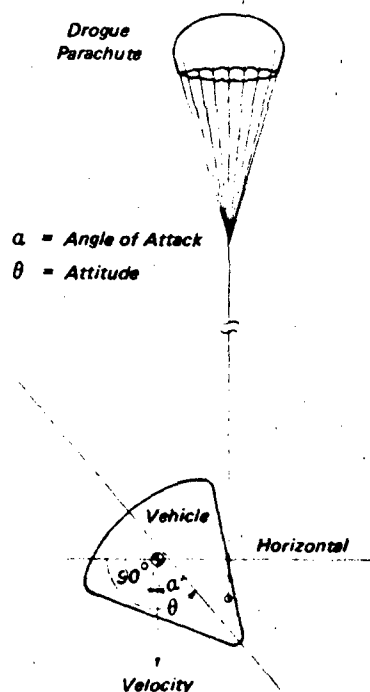 Drogue
Parachute
α = Angle of Attack
θ = Attitude
Vehicle
Horizontal
90°
α
θ
Velocity